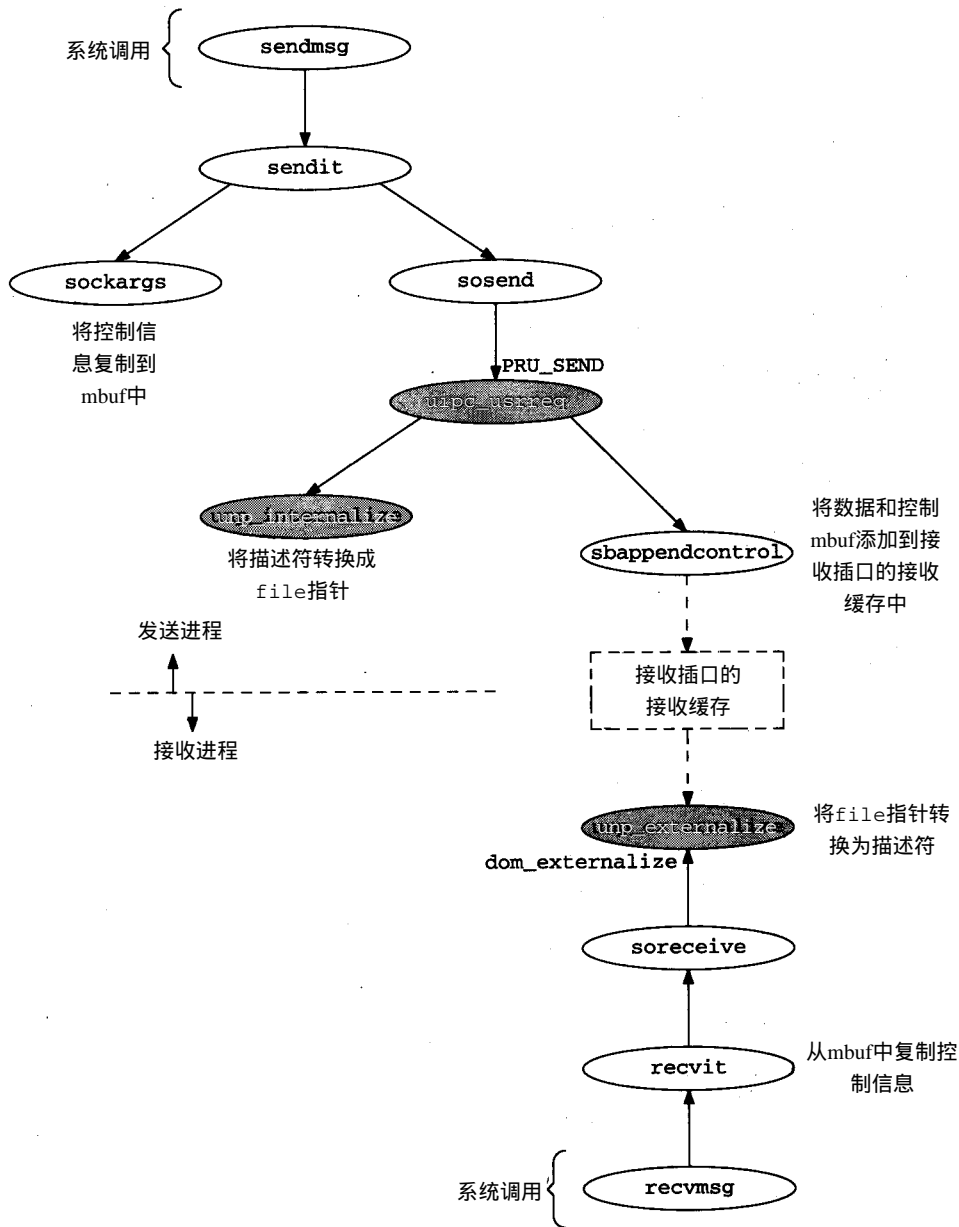 系统调用
sendmsg
sendit
sockargs
sosend
将控制信
息复制到
mbuf中
PRU_SEND
uipc_usrreq
unp_internalize
将描述符转换成
file指针
sbappendcontrol
将数据和控制
mbuf添加到接
收插口的接收
缓存中
发送进程
接收进程
接收插口的
接收缓存
unp_externalize
将file指针转
换为描述符
dom_externalize
soreceive
recvit
从mbuf中复制控
制信息
系统调用
recvmsg